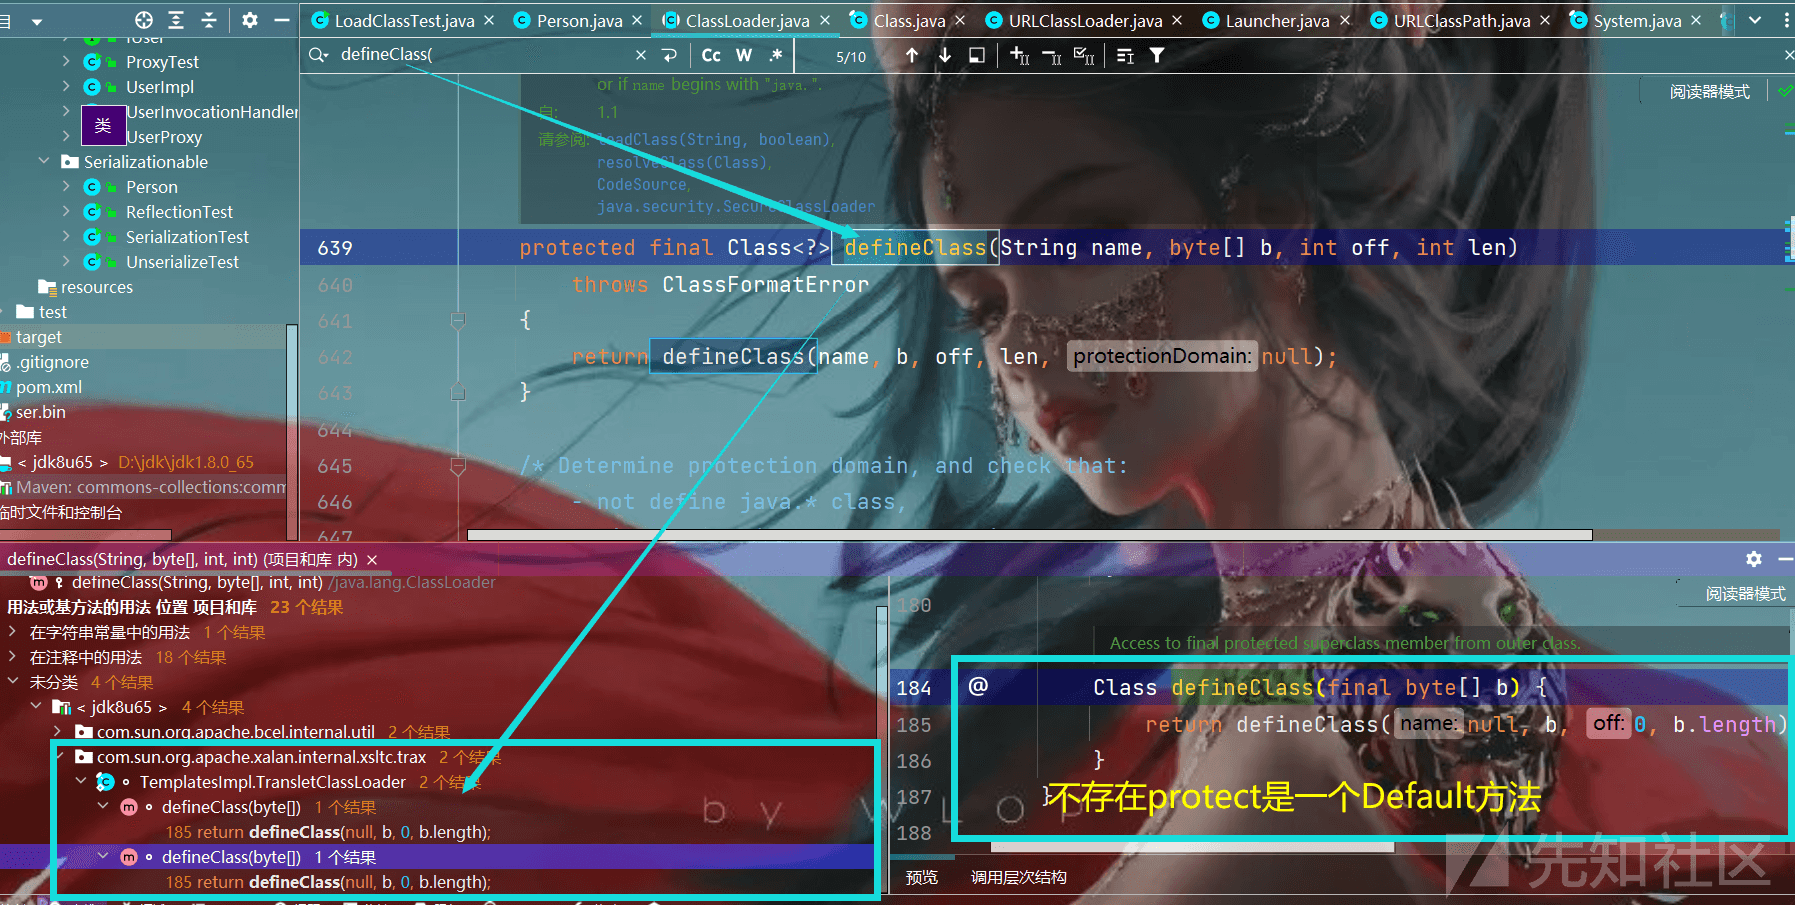 LoadClassTest.java
Person.java
ClassLoader.java
Class.java
URLClassLoader.java
Launcher.java
URLClassPath.java
System.java
defineClass(
Cc W .*
5/10
ProxyTest
UserImpl
UserInvocationHandler
类
UserProxy
Serializationable
Person
ReflectionTest
SerializationTest
UnserializeTest
resources
test
target
.gitignore
pom.xml
ser.bin
外部库
< jdk8u65 > D:\jdk\jdk1.8.0_65
Maven: commons-collections:comm
临时文件和控制台
阅读器模式
or if name begins with "java.".
自: 1.1
请参阅: loadClass(String, boolean),
resolveClass(Class),
CodeSource,
java.security.SecureClassLoader
639 protected final Class<?> defineClass(String name, byte[] b, int off, int len)
640 throws ClassFormatError
641 {
642 return defineClass(name, b, off, len, protectionDomain: null);
643 }
644
645 /* Determine protection domain, and check that:
646 - not define java.* class,
647
defineClass(String, byte[], int, int) (项目和库 内)
defineClass(String, byte[], int, int) /java.lang.ClassLoader
用法或基方法的用法 位置 项目和库 23 个结果
在字符串常量中的用法 1 个结果
在注释中的用法 18 个结果
未分类 4 个结果
< jdk8u65 > 4 个结果
com.sun.org.apache.bcel.internal.util 2 个结果
com.sun.org.apache.xalan.internal.xsltc.trax 2 个结果
TemplatesImpl.TransletClassLoader 2 个结果
defineClass(byte[]) 1 个结果
185 return defineClass(null, b, 0, b.length);
defineClass(byte[]) 1 个结果
185 return defineClass(null, b, 0, b.length);
阅读器模式
180
Access to final protected superclass member from outer class.
184 @ Class defineClass(final byte[] b) {
185 return defineClass( name: null, b, off: 0, b.length)
186 }
187 }
不存在protect是一个Default方法
188
by WLOP
预览 调用层次结构
先知社区